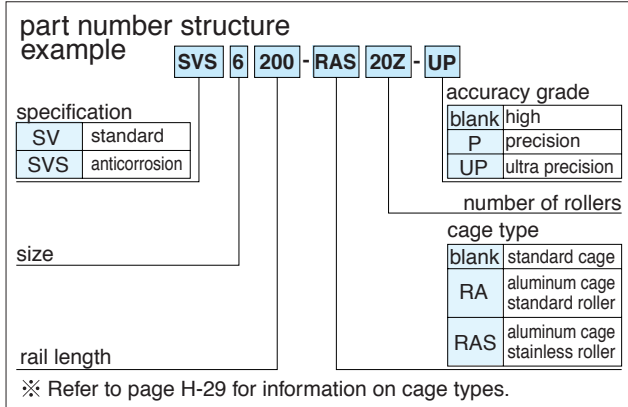 part number structure
example
SVS 6 200 - RAS 20Z - UP
specification
SV standard
SVS anticorrosion
size
rail length
accuracy grade
blank high
P precision
UP ultra precision
number of rollers
cage type
blank standard cage
RA aluminum cage
standard roller
RAS aluminum cage
stainless roller
※ Refer to page H-29 for information on cage types.